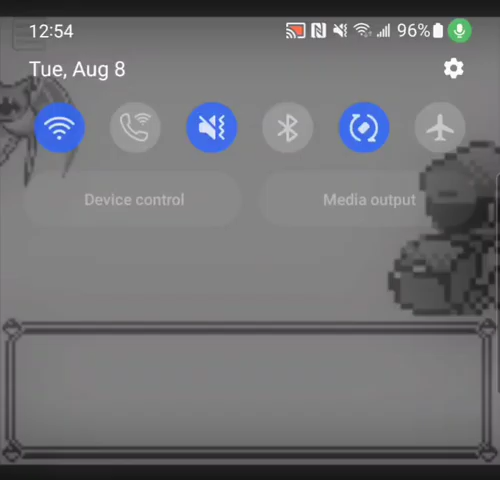 12:54
96%
Tue, Aug 8
Device control
Media output